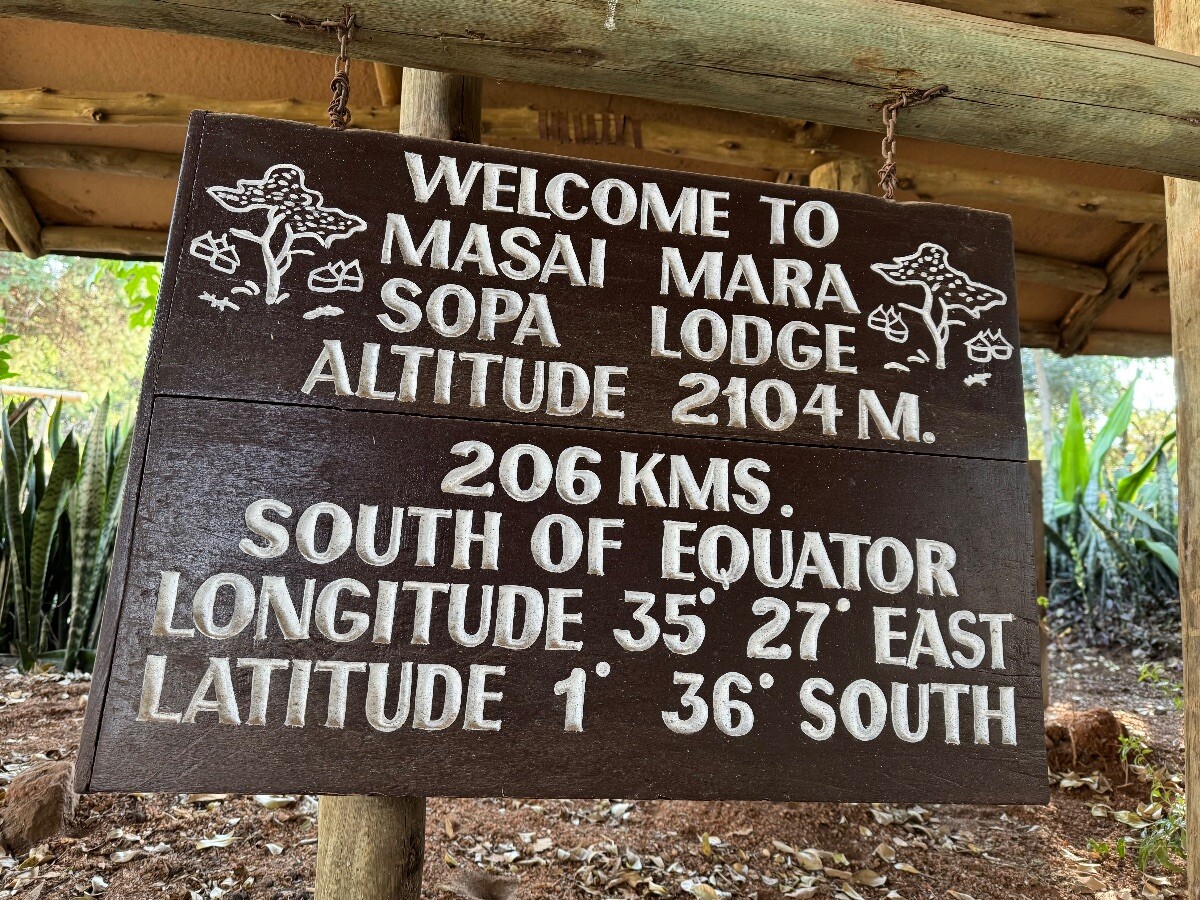 WELCOME TO
MASAI MARA
SOPA LODGE
ALTITUDE 2104 M.
206 KMS.
SOUTH OF EQUATOR
LONGITUDE 35° 27° EAST
LATITUDE 1° 36° SOUTH